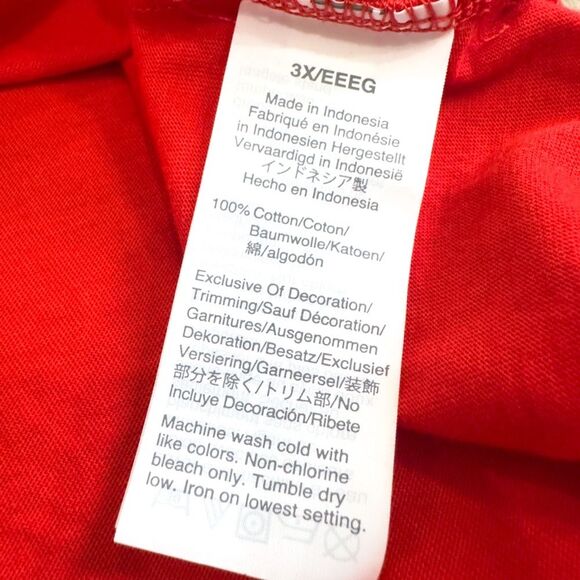 3X/EEEG
Made in Indonesia
Fabriqué en Indonésie
in Indonesien Hergestellt
Vervaardigd in Indonesië
インドネシア製
Hecho en Indonesia
100% Cotton/Coton/
Baumwolle/Katoen/
綿/algodón
Exclusive Of Decoration/
Trimming/Sauf Décoration/
Garnitures/Ausgenommen
Dekoration/Besatz/Exclusief
Versiering/Garneersel/装飾
部分を除く/トリム部/No
Incluye Decoración/Ribete
Machine wash cold with
like colors. Non-chlorine
bleach only. Tumble dry
low. Iron on lowest setting.